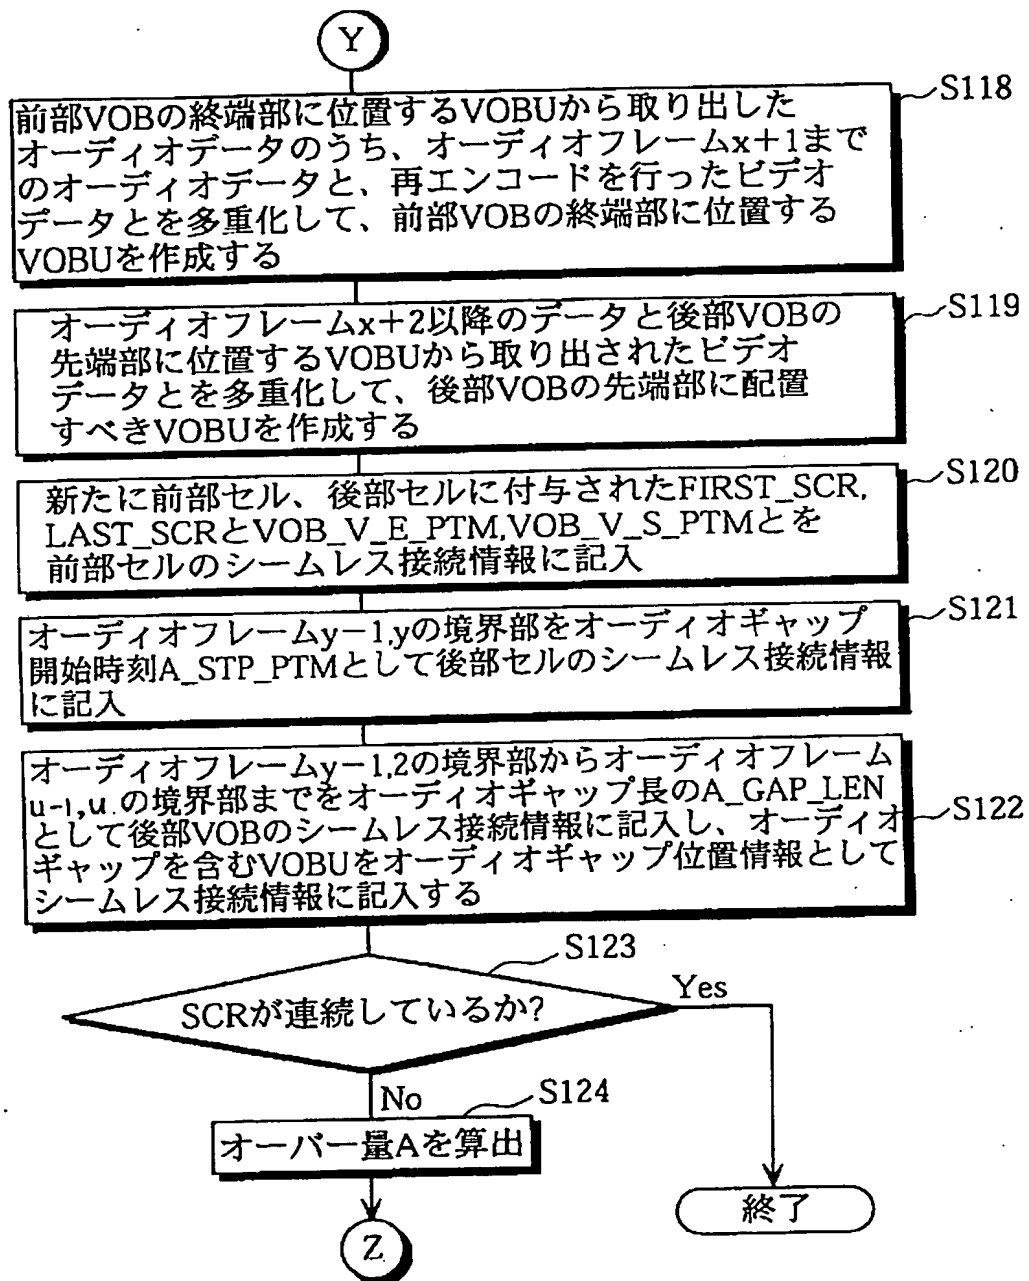 Y
S118
前部VOBの終端部に位置するVOBUから取り出した
オーディオデータのうち、オーディオフレームx+1まで
のオーディオデータと、再エンコードを行ったビデオ
データとを多重化して、前部VOBの終端部に位置する
VOBUを作成する
S119
オーディオフレームx+2以降のデータと後部VOBの
先端部に位置するVOBUから取り出されたビデオ
データとを多重化して、後部VOBの先端部に配置
すべきVOBUを作成する
S120
新たに前部セル、後部セルに付与されたFIRST_SCR,
LAST_SCRとVOB_V_E_PTM,VOB_V_S_PTMとを
前部セルのシームレス接続情報に記入
S121
オーディオフレームy-1,yの境界部をオーディオギャップ
開始時刻A_STP_PTMとして後部セルのシームレス接続情報
に記入
S122
オーディオフレームy-1,2の境界部からオーディオフレーム
u-1,u.の境界部までをオーディオギャップ長のA_GAP_LEN
として後部VOBのシームレス接続情報に記入し、オーディオ
ギャップを含むVOBUをオーディオギャップ位置情報として
シームレス接続情報に記入する
S123
SCRが連続しているか?
Yes
No
S124
オーバー量Aを算出
終了
Z